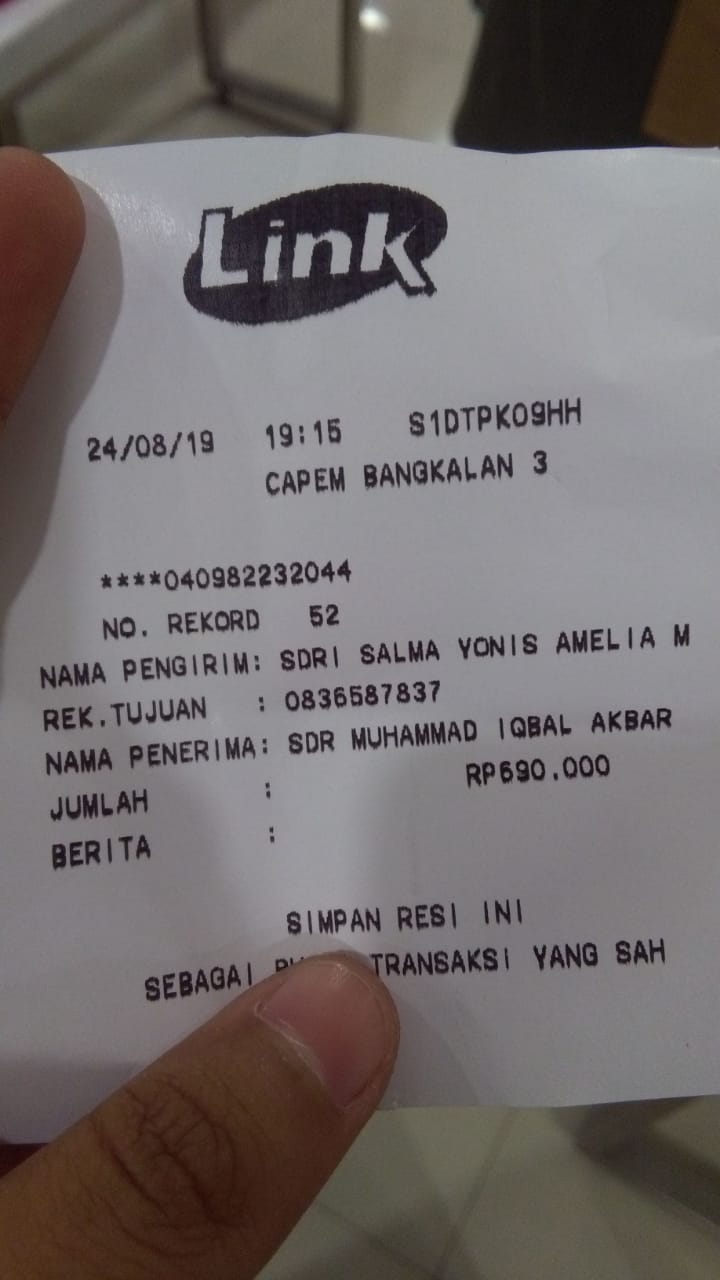 Link
24/08/19 19:15 S1DTPK09HH
CAPEM BANGKALAN 3
****040982232044
NO. REKORD 52
NAMA PENGIRIM: SDRI SALMA YONIS AMELIA M
REK.TUJUAN : 0836587837
NAMA PENERIMA: SDR MUHAMMAD IQBAL AKBAR
JUMLAH : RP690.000
BERITA :
SIMPAN RESI INI
SEBAGAI TRANSAKSI YANG SAH